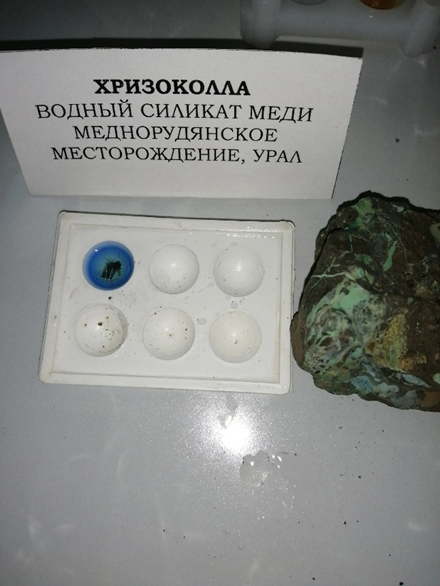 ХРИЗОКОЛЛА
ВОДНЫЙ СИЛИКАТ МЕДИ
МЕДНОРУДЯНСКОЕ
МЕСТОРОЖДЕНИЕ, УРАЛ